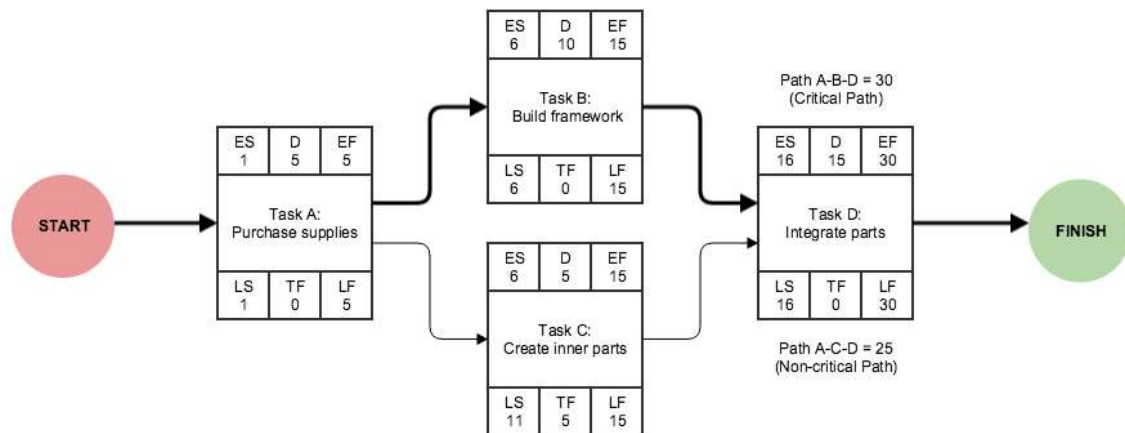 START
ES D EF
1 5 5
Task A:
Purchase supplies
LS TF LF
1 0 5
ES D EF
6 10 15
Task B:
Build framework
LS TF LF
6 0 15
ES D EF
6 5 15
Task C:
Create inner parts
LS TF LF
11 5 15
Path A-B-D = 30
(Critical Path)
ES D EF
16 15 30
Task D:
Integrate parts
LS TF LF
16 0 30
Path A-C-D = 25
(Non-critical Path)
FINISH